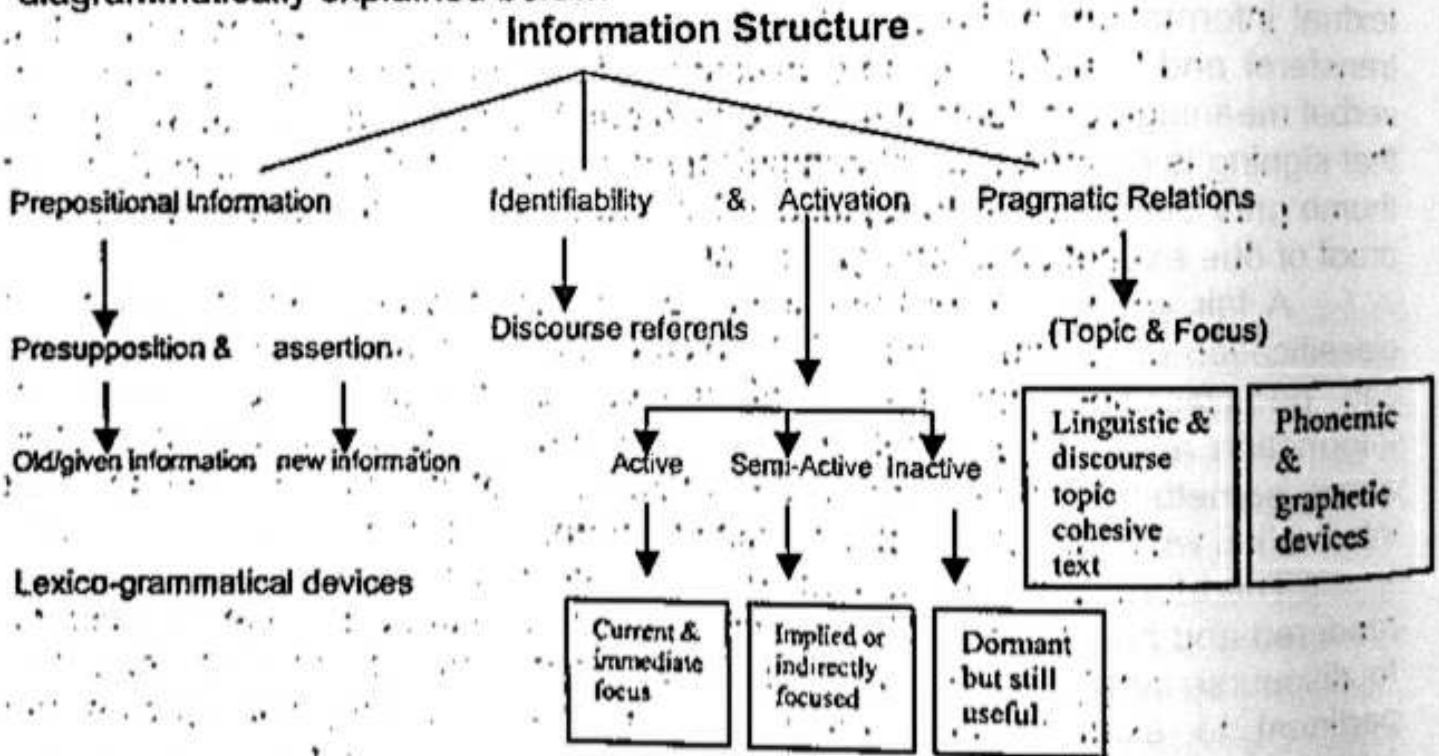 diagrammatically explained below.
Information Structure
Prepositional Information Identifiability & Activation Pragmatic Relations
Discourse referents (Topic & Focus)
Presupposition & assertion
Old/given information new information Active Semi-Active Inactive
Linguistic &
discourse
topic
cohesive
text
Phonemic
&
graphetic
devices
Lexico-grammatical devices
Current &
immediate
focus
Implied or
indirectly
focused
Dormant
but still
useful